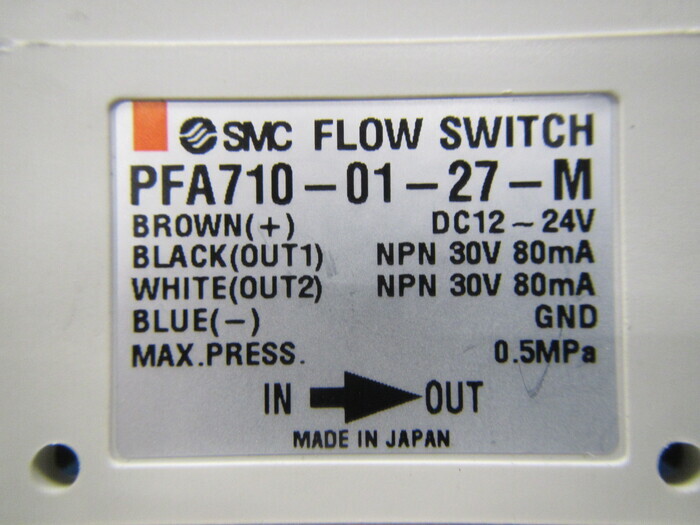 SMC FLOW SWITCH
PFA710-01-27-M
BROWN(+) DC12~24V
BLACK(OUT1) NPN 30V 80mA
WHITE(OUT2) NPN 30V 80mA
BLUE(-) GND
MAX.PRESS. 0.5MPa
IN OUT
MADE IN JAPAN